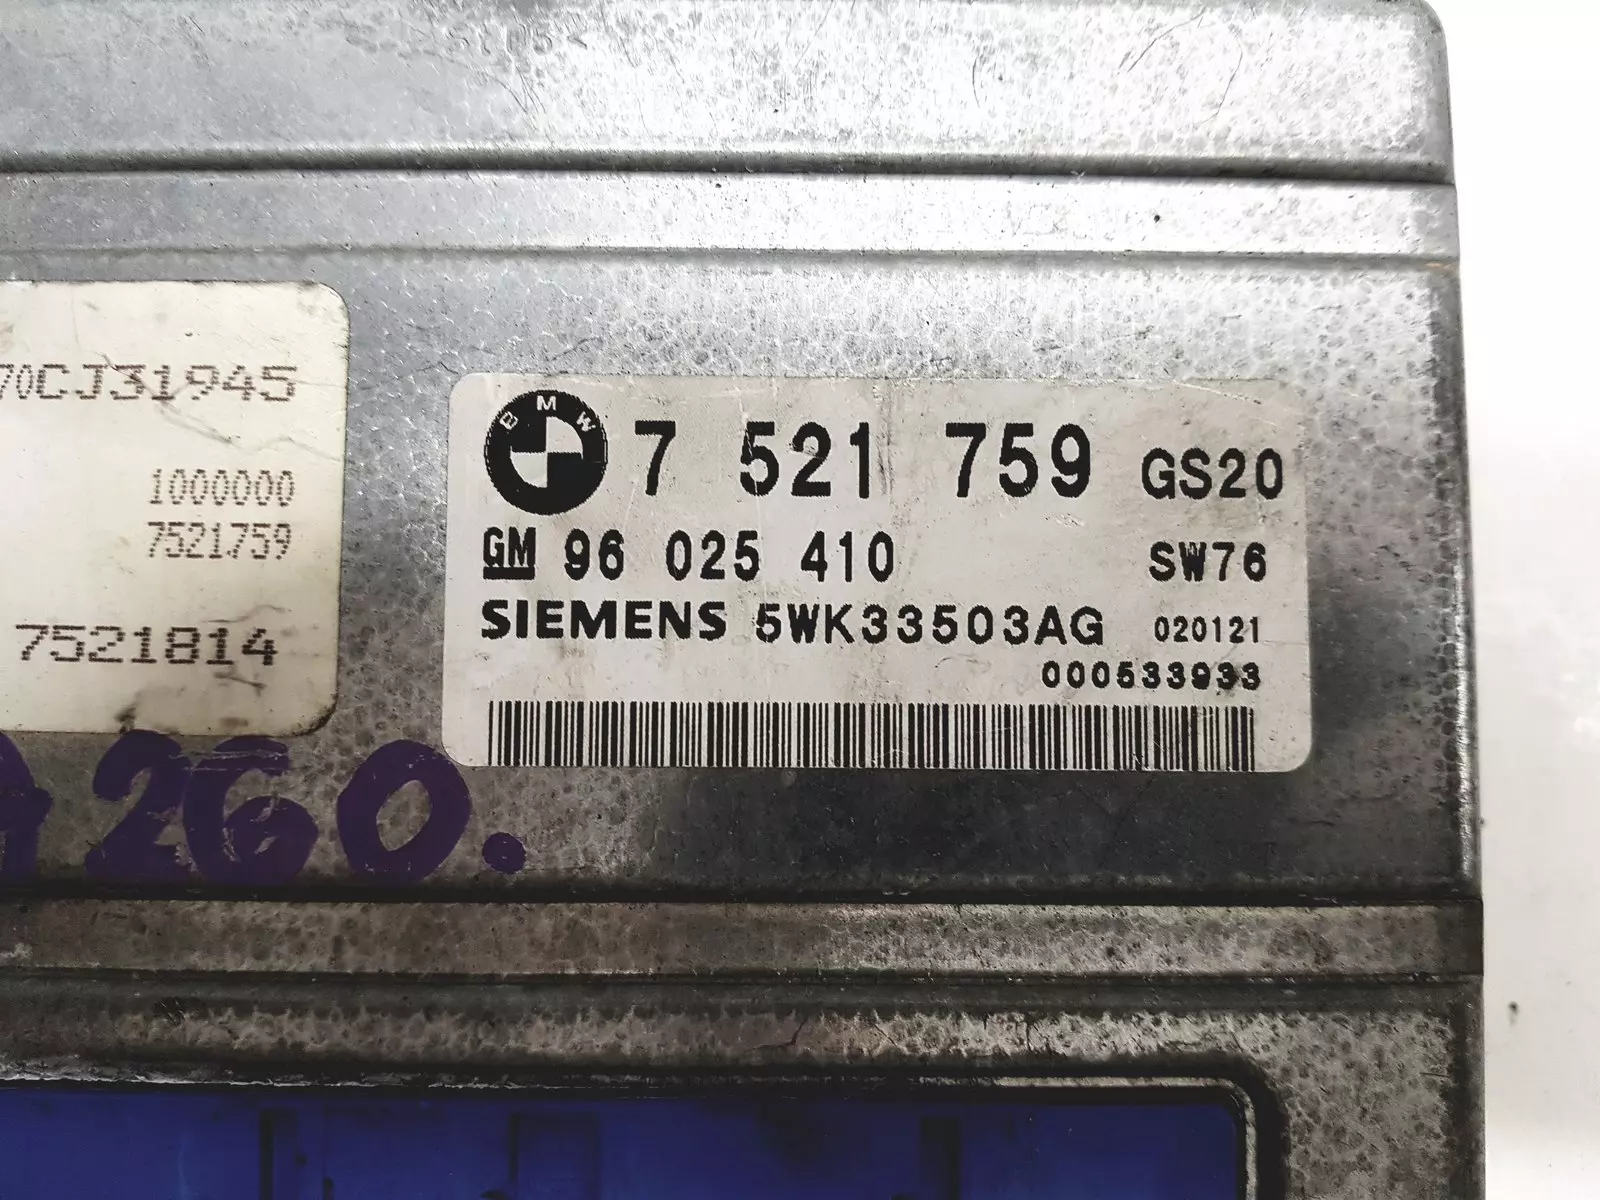 70CJ31945
1000000
7521759
7521814
BMW 7 521 759 GS20
GM 96 025 410 SW76
SIEMENS 5WK33503AG 020121
000533933
260.